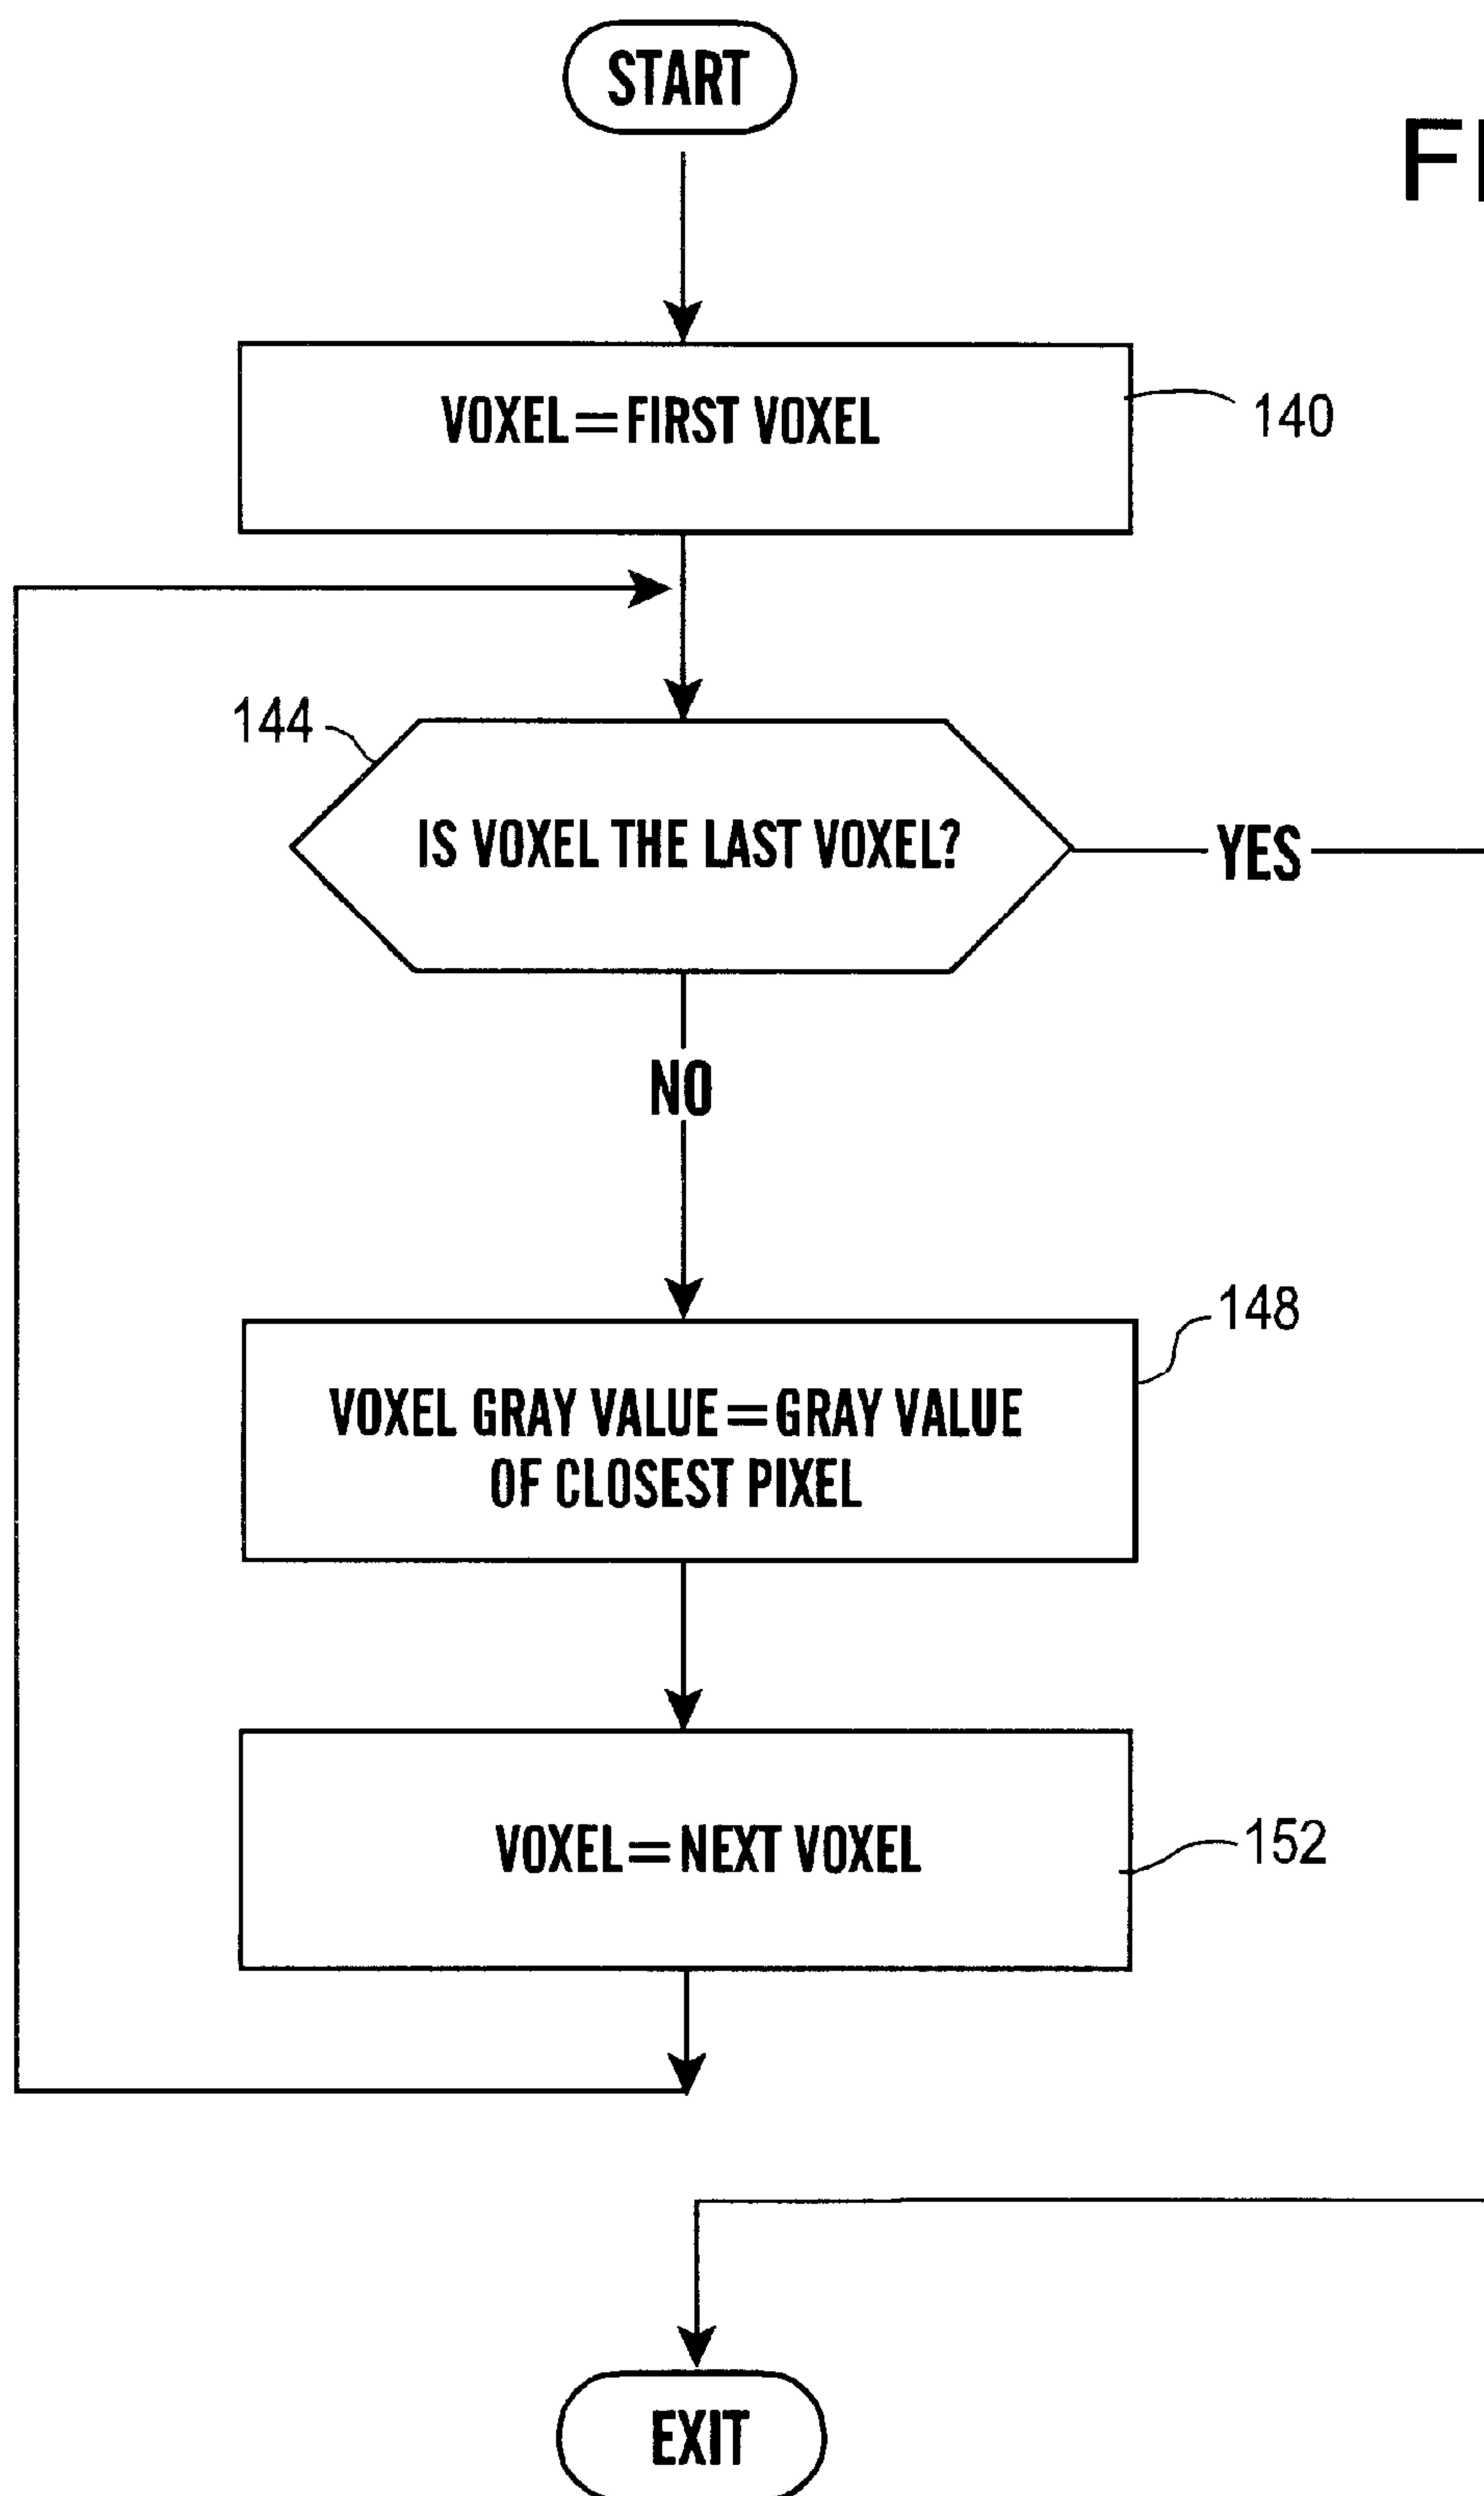 START
VOXEL=FIRST VOXEL
140
144
IS VOXEL THE LAST VOXEL?
YES
NO
148
VOXEL GRAY VALUE=GRAY VALUE
OF CLOSEST PIXEL
VOXEL=NEXT VOXEL
152
EXIT